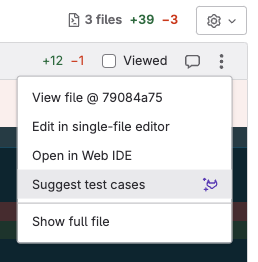 3 files +39 −3
+12 −1 Viewed
View file @ 79084a75
Edit in single-file editor
Open in Web IDE
Suggest test cases
Show full file